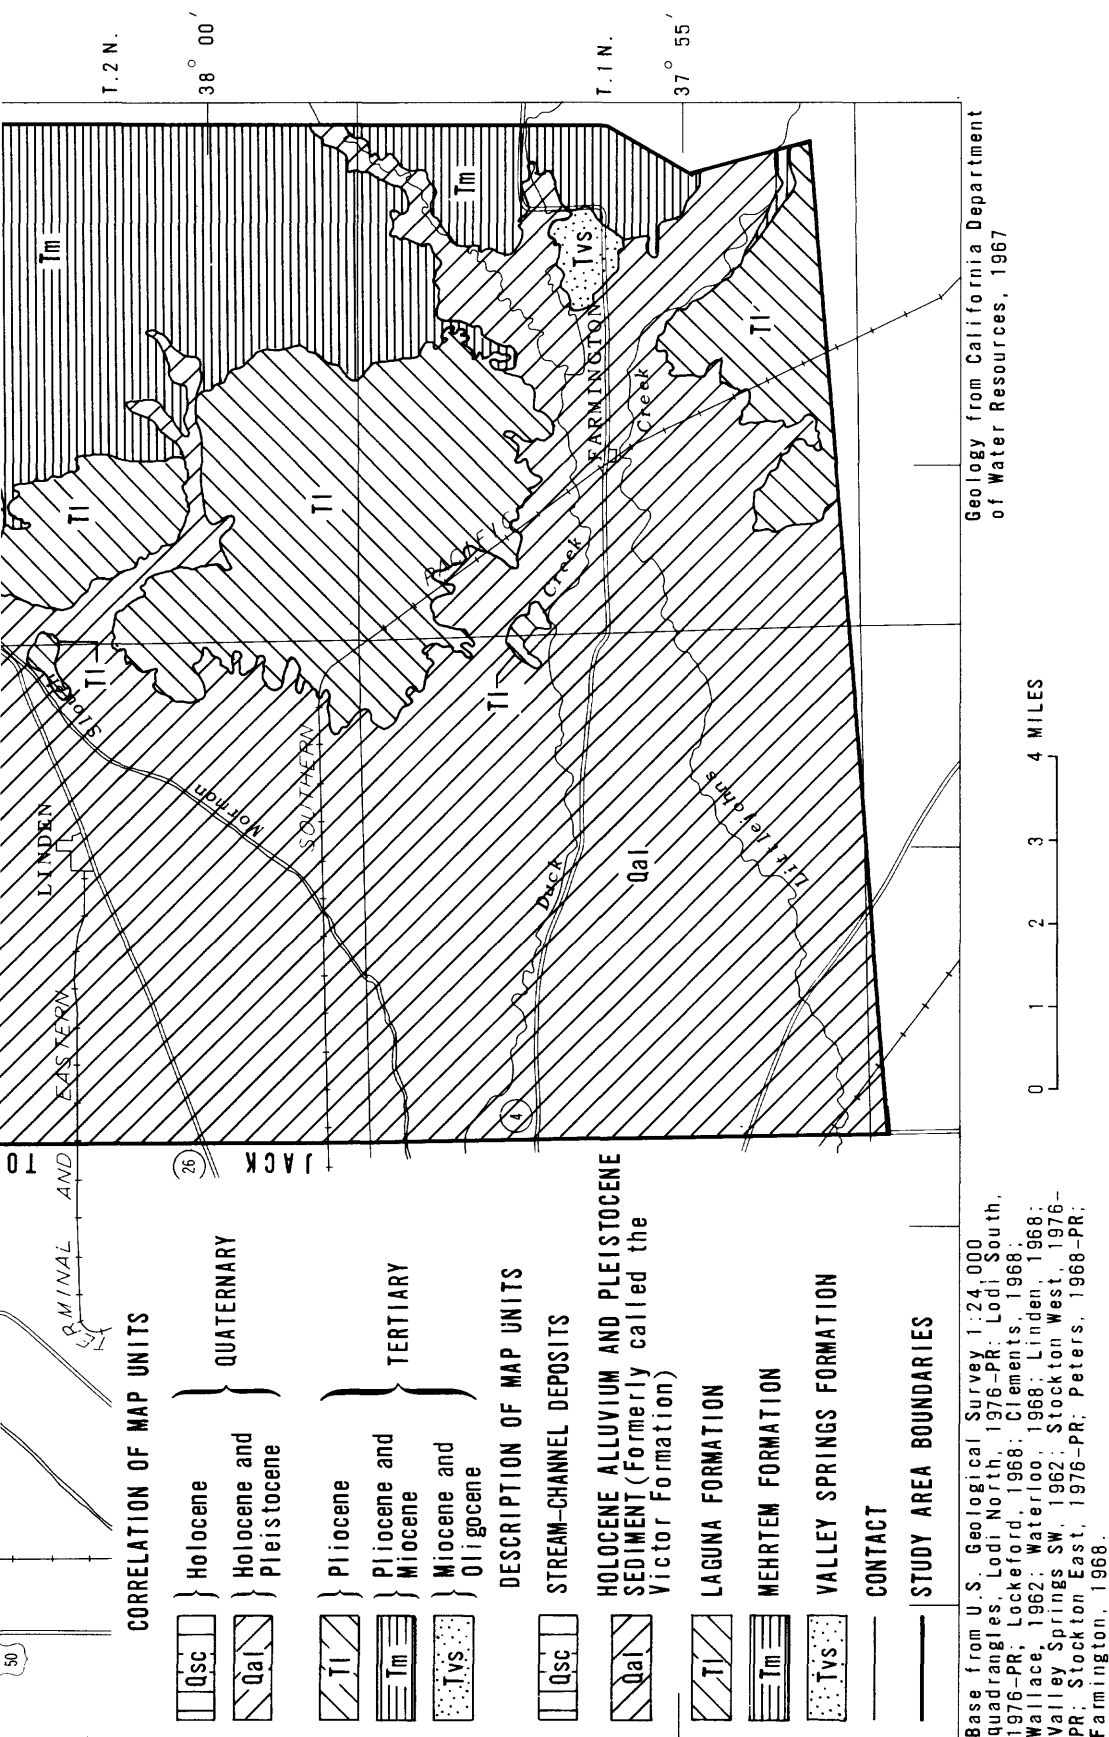 T.2 N.
38° 00′
T.1 N.
37° 55′
Tm
Tm
Tvs
Tl
Tl
Tl
Tl
Tl
Qal
FARMINGTON
Creek
PACIFIC
Creek
Slough
LINDEN
Mormon
SOUTHERN
Duck
Littlejohns
TERMINAL AND EASTERN
TO
JACK
26
4
50
0 1 2 3 4 MILES
Geology from California Department
of Water Resources, 1967
CORRELATION OF MAP UNITS
Qsc } Holocene
Qal } Holocene and
Pleistocene
QUATERNARY
Tl } Pliocene
Tm } Pliocene and
Miocene
Tvs } Miocene and
Oligocene
TERTIARY
DESCRIPTION OF MAP UNITS
Qsc STREAM–CHANNEL DEPOSITS
Qal HOLOCENE ALLUVIUM AND PLEISTOCENE
SEDIMENT(Formerly called the
Victor Formation)
Tl LAGUNA FORMATION
Tm MEHRTEM FORMATION
Tvs VALLEY SPRINGS FORMATION
CONTACT
STUDY AREA BOUNDARIES
Base from U.S. Geological Survey 1:24,000
quadrangles, Lodi North, 1976–PR; Lodi South,
1976–PR; Lockeford, 1968; Clements, 1968;
Wallace, 1962; Waterloo, 1968; Linden, 1968;
Valley Springs SW, 1962; Stockton West, 1976–
PR; Stockton East, 1976–PR; Peters, 1968–PR;
Farmington, 1968.